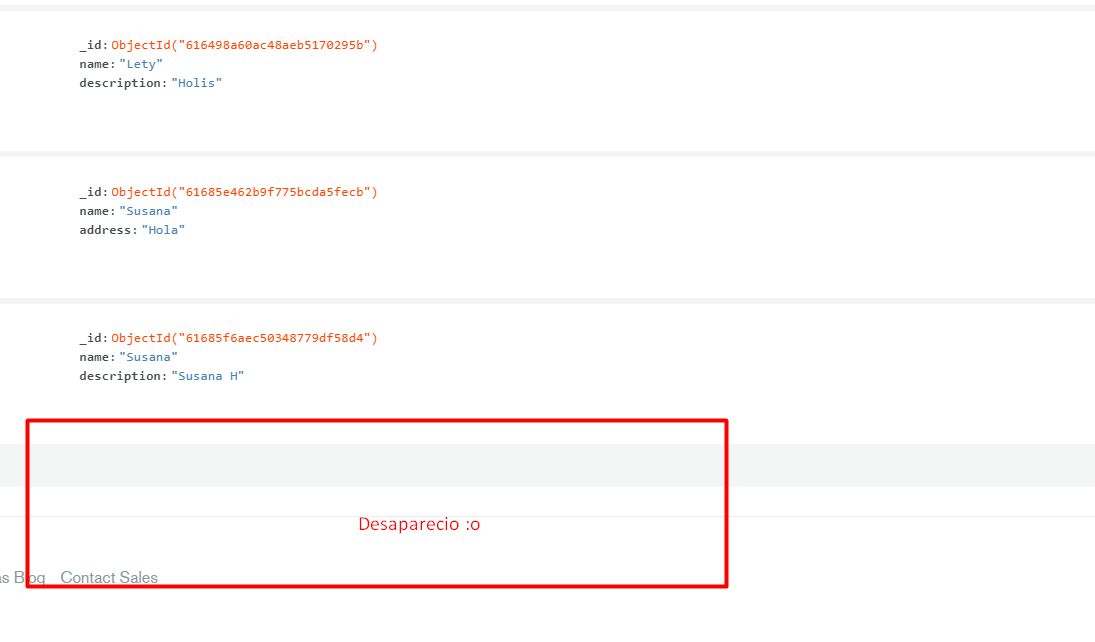 _id: ObjectId("616498a60ac48aeb5170295b")
name: "Lety"
description: "Holis"
_id: ObjectId("61685e462b9f775bcda5fecb")
name: "Susana"
address: "Hola"
_id: ObjectId("61685f6aec50348779df58d4")
name: "Susana"
description: "Susana H"
Desaparecio :o
as Blog Contact Sales